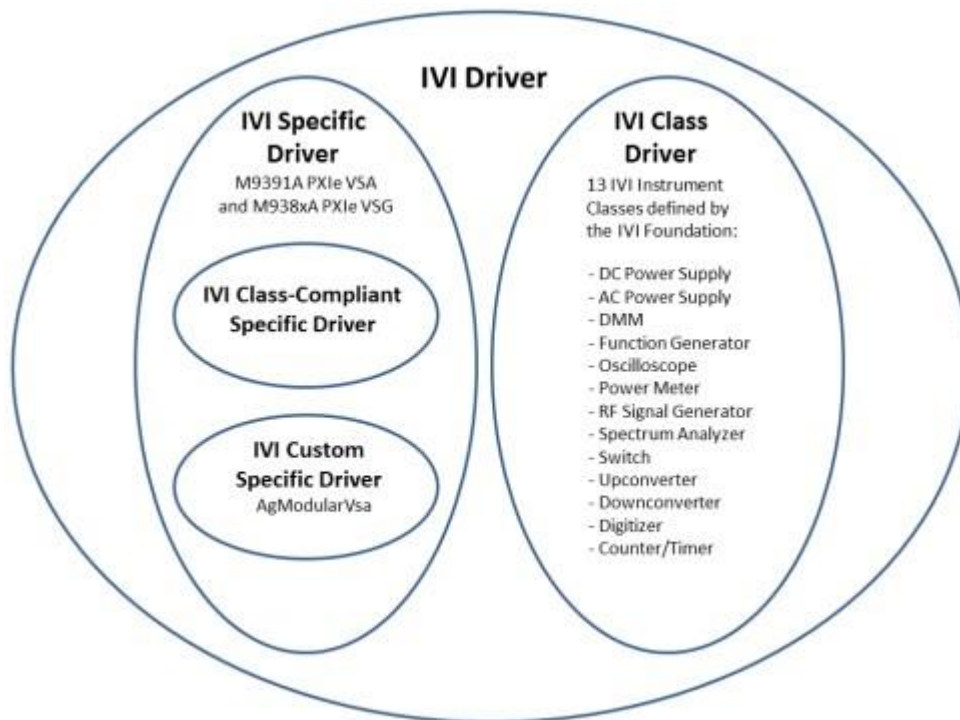 IVI Driver
IVI Specific
Driver
M9391A PXIe VSA
and M938xA PXIe VSG
IVI Class-Compliant
Specific Driver
IVI Custom
Specific Driver
AgModularVsa
IVI Class
Driver
13 IVI Instrument
Classes defined by
the IVI Foundation:
- DC Power Supply
- AC Power Supply
- DMM
- Function Generator
- Oscilloscope
- Power Meter
- RF Signal Generator
- Spectrum Analyzer
- Switch
- Upconverter
- Downconverter
- Digitizer
- Counter/Timer